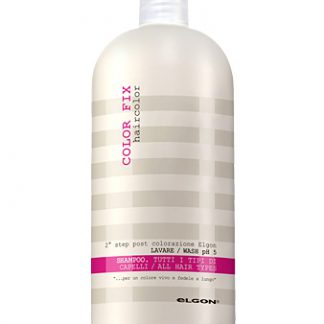 COLOR FIX
haircolor
2° step post colorazione Elgon
LAVARE / WASH pH 5
SHAMPOO. TUTTI I TIPI DI
CAPELLI / ALL HAIR TYPES
"...per un colore vivo e fedele a lungo"
ELGON